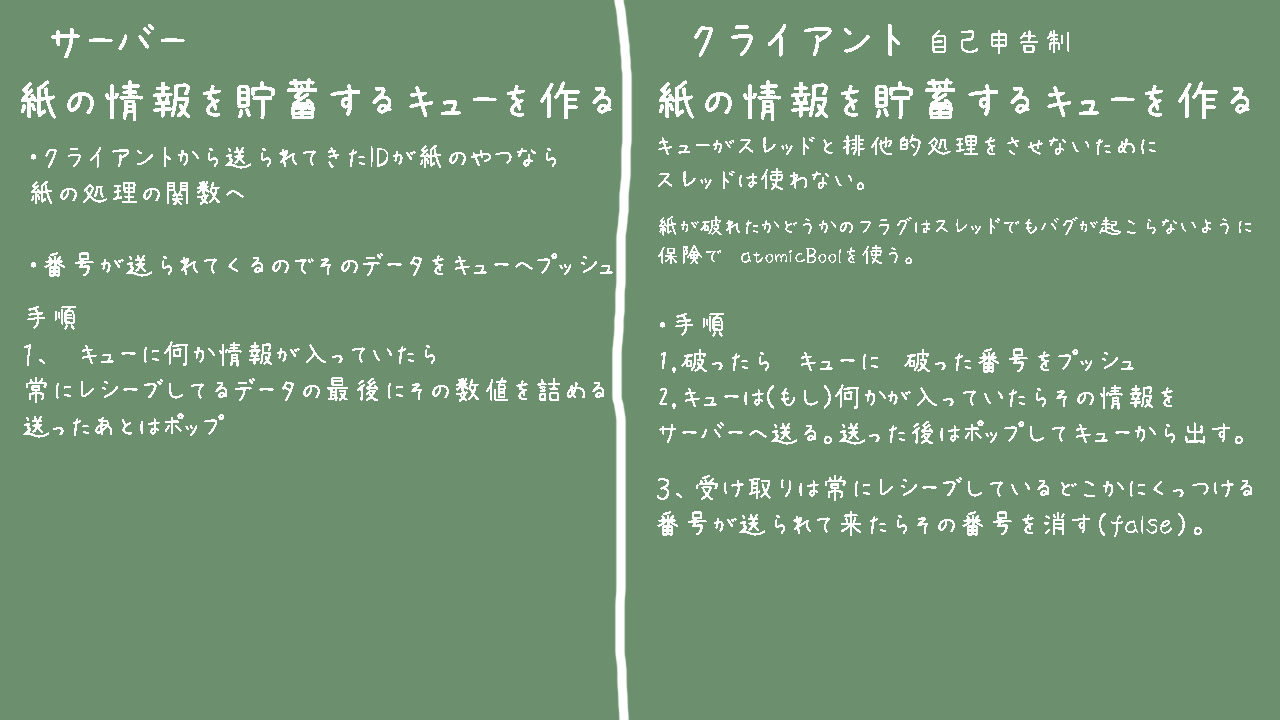 サーバー
紙の情報を貯蓄するキューを作る
・クライアントから送られてきたIDが紙のやつなら
紙の処理の関数へ
・番号が送られてくるのでそのデータをキューへプッシュ
手順
1、 キューに何か情報が入っていたら
常にレシーブしてるデータの最後にその数値を詰める
送ったあとはポップ
クライアント 自己申告制
紙の情報を貯蓄するキューを作る
キューがスレッドと排他的処理をさせないために
スレッドは使わない。
紙が破れたかどうかのフラグはスレッドでもバグが起こらないように
保険で atomicBoolを使う。
・手順
1.破ったら キューに 破った番号をプッシュ
2.キューは(もし)何かが入っていたらその情報を
サーバーへ送る。送った後はポップしてキューから出す。
3、受け取りは常にレシーブしているどこかにくっつける
番号が送られて来たらその番号を消す(false)。